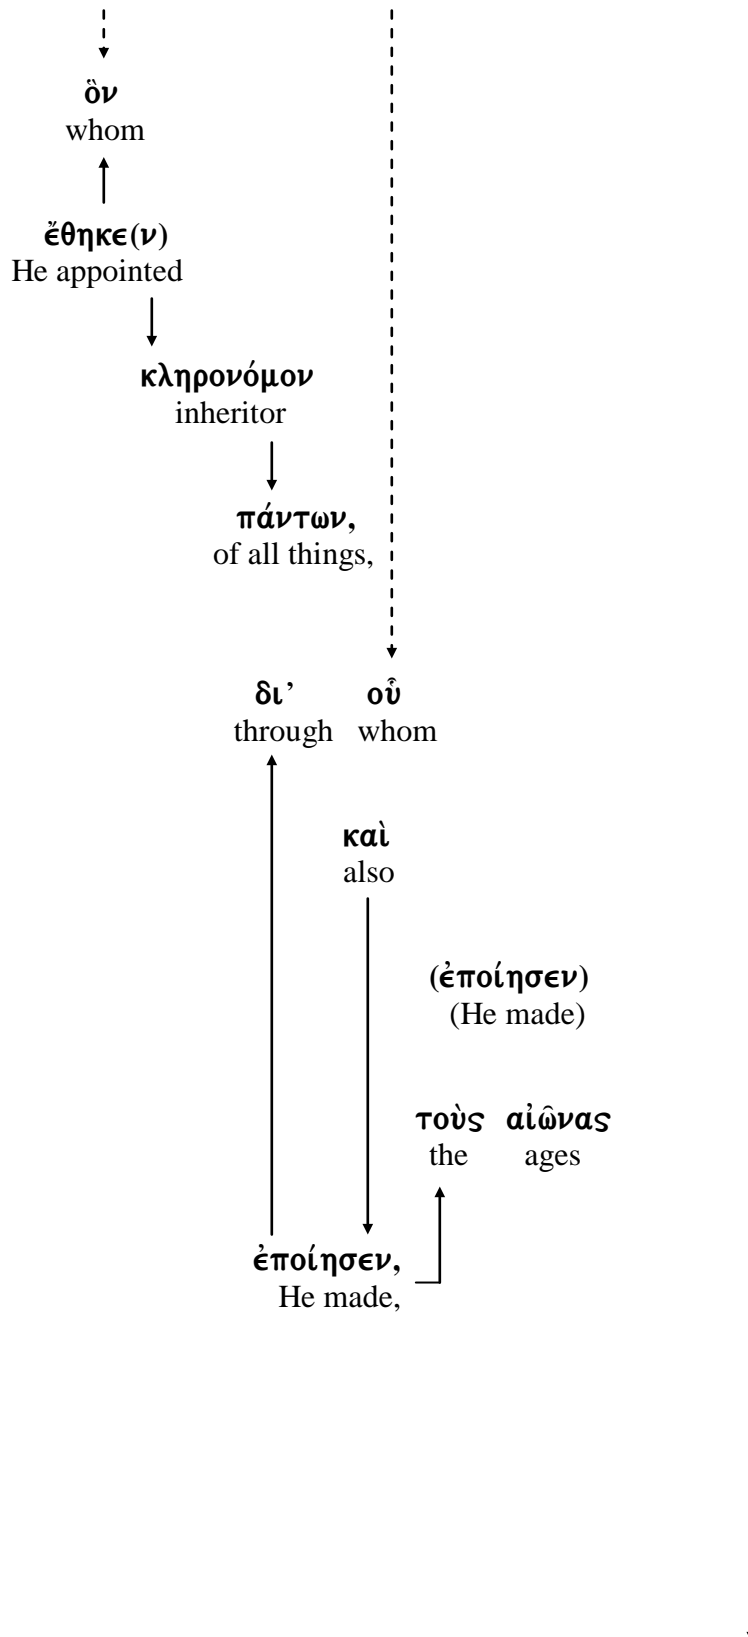 ὃν
whom
ἔθηκε(ν)
He appointed
κληρονόμον
inheritor
πάντων,
of all things,
δι’ οὗ
through whom
καὶ
also
(ἐποίησεν)
(He made)
τοὺς αἰῶνας
the ages
ἐποίησεν,
He made,